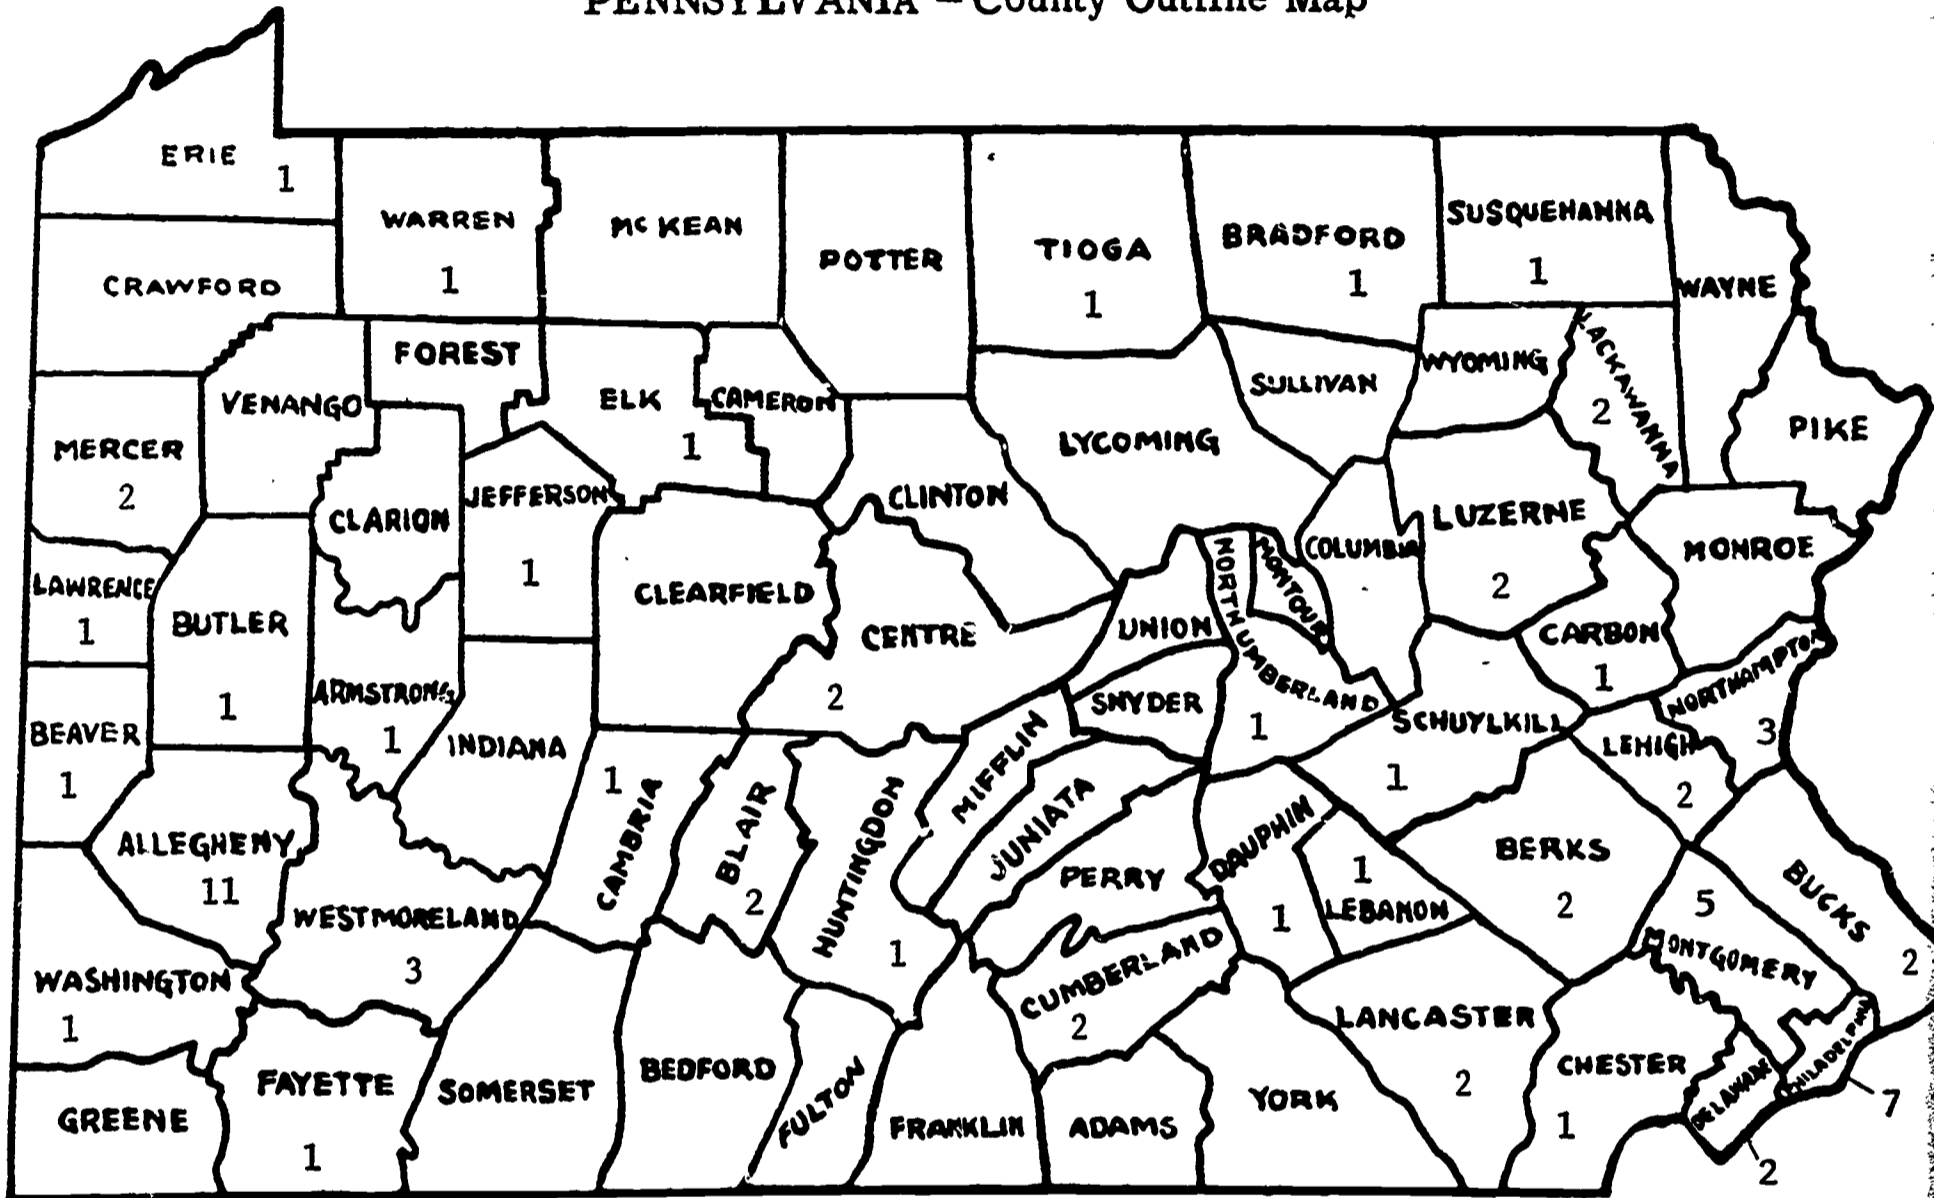 PENNSYLVANIA - County Outline Map
ERIE
1
WARREN
1
McKEAN
POTTER
TIOGA
1
BRADFORD
1
SUSQUEHANNA
1
WAYNE
CRAWFORD
FOREST
VENANGO
ELK
1
CAMERON
SULLIVAN
WYOMING
LACKAWANNA
2
PIKE
MERCER
2
CLARION
JEFFERSON
1
CLINTON
LYCOMING
COLUMBIA
LUZERNE
2
MONROE
LAWRENCE
1
BUTLER
1
CLEARFIELD
CENTRE
2
UNION
NORTHUMBERLAND
1
MONTOUR
CARBON
1
NORTHAMPTON
3
BEAVER
1
ARMSTRONG
1
INDIANA
SNYDER
SCHUYLKILL
1
LEHIGH
2
ALLEGHENY
11
1
CAMBRIA
BLAIR
2
HUNTINGDON
1
MIFFLIN
JUNIATA
PERRY
DAUPHIN
1
1
LEBANON
BERKS
2
5
MONTGOMERY
BUCKS
2
WESTMORELAND
3
WASHINGTON
1
CUMBERLAND
2
LANCASTER
2
CHESTER
1
DELAWARE
2
PHILADELPHIA
7
GREENE
FAYETTE
1
SOMERSET
BEDFORD
FULTON
FRANKLIN
ADAMS
YORK